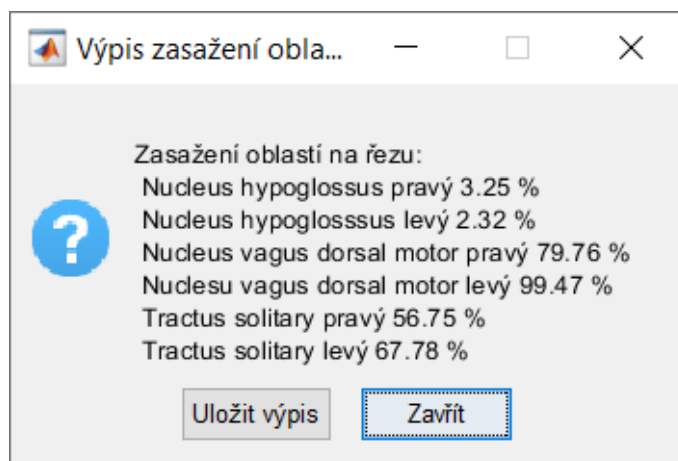 Výpis zasažení obla...
Zasažení oblastí na řezu:
Nucleus hypoglossus pravý 3.25 %
Nucleus hypoglosssus levý 2.32 %
Nucleus vagus dorsal motor pravý 79.76 %
Nuclesu vagus dorsal motor levý 99.47 %
Tractus solitary pravý 56.75 %
Tractus solitary levý 67.78 %
Uložit výpis
Zavřít